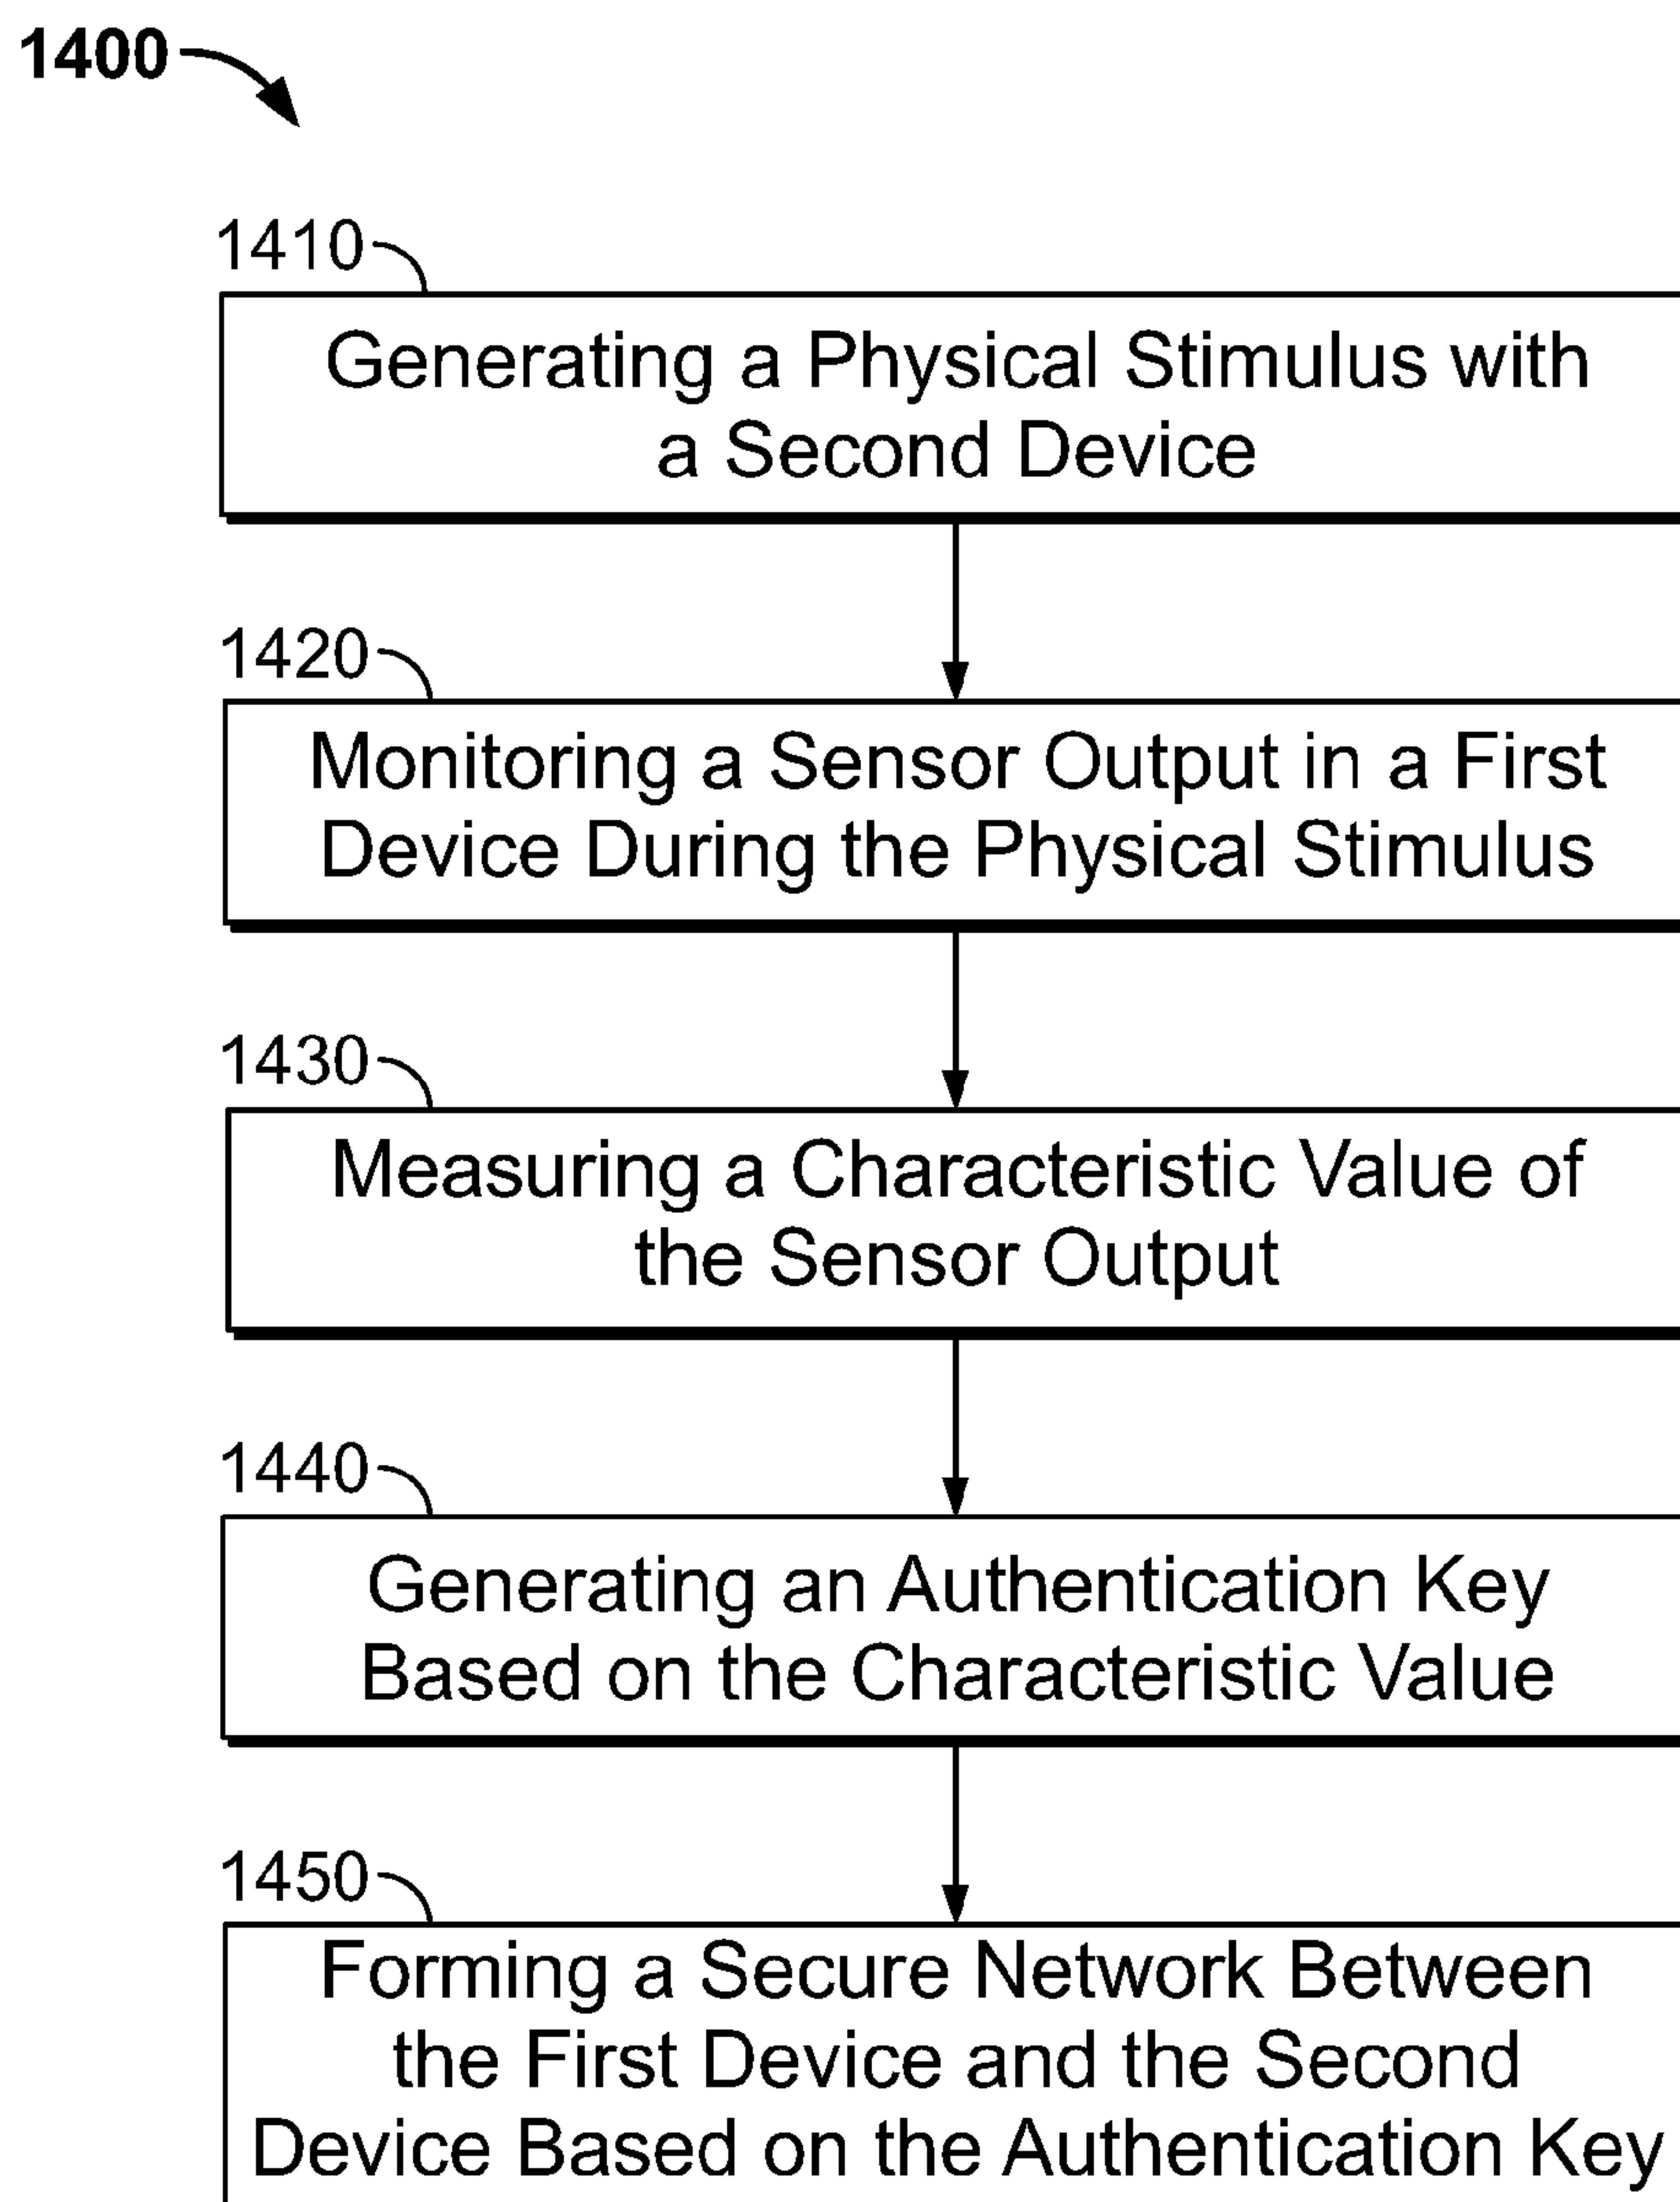 1400
1410
Generating a Physical Stimulus with
a Second Device
1420
Monitoring a Sensor Output in a First
Device During the Physical Stimulus
1430
Measuring a Characteristic Value of
the Sensor Output
1440
Generating an Authentication Key
Based on the Characteristic Value
1450
Forming a Secure Network Between
the First Device and the Second
Device Based on the Authentication Key